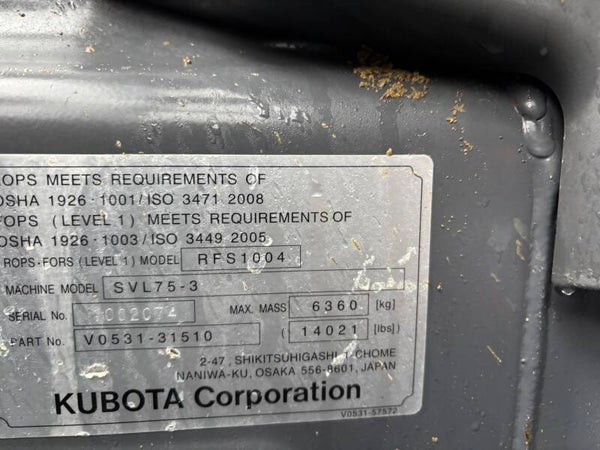 ROPS MEETS REQUIREMENTS OF
OSHA 1926·1001/ISO 3471 2008
FOPS (LEVEL 1) MEETS REQUIREMENTS OF
OSHA 1926·1003/ISO 3449 2005
ROPS·FORS (LEVEL 1) MODEL RFS1004
MACHINE MODEL SVL75-3
SERIAL No. MAX. MASS 6360 [kg]
PART No. V0531-31510 ( 14021 ) [lbs]
2-47, SHIKITSUHIGASHI 1-CHOME
NANIWA-KU, OSAKA 556-8601, JAPAN
KUBOTA Corporation
V0531-57572